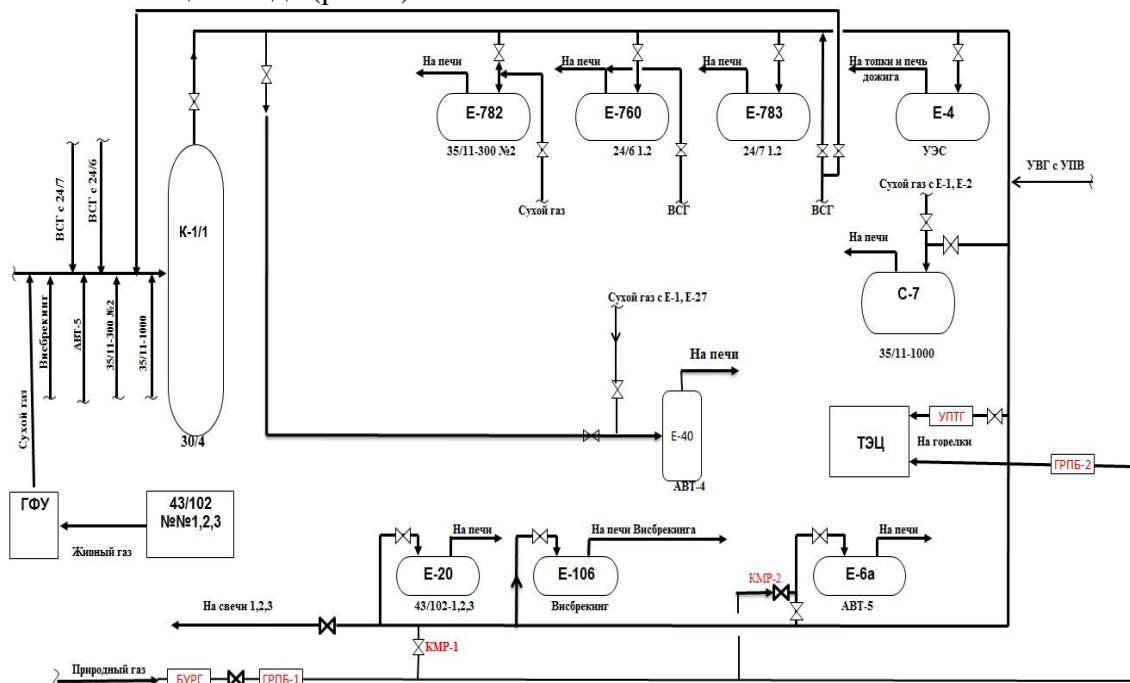 На печи
На печи
На печи
На топки и печь
дожига
Е-782
Е-760
Е-783
Е-4
35/11-300 №2
24/6 1.2
24/7 1.2
УЭС
УВГ с УПВ
ВСГ с 24/7
ВСГ с 24/6
Сухой газ с Е-1, Е-2
Сухой газ
ВСГ
ВСГ
К-1/1
На печи
С-7
35/11-1000
Висбрекинг
АВТ-5
35/11-300 №2
35/11-1000
Сухой газ
Сухой газ с Е-1, Е-27
На печи
Е-40
АВТ-4
30/4
УПТГ
ТЭЦ
На горелки
ГРПБ-2
ГФУ
43/102
№№1,2,3
Жирный газ
На печи
На печи Висбрекинга
На печи
Е-20
Е-106
Е-6а
КМР-2
43/102-1,2,3
Висбрекинг
АВТ-5
На свечи 1,2,3
КМР-1
Природный газ
БУРГ
ГРПБ-1